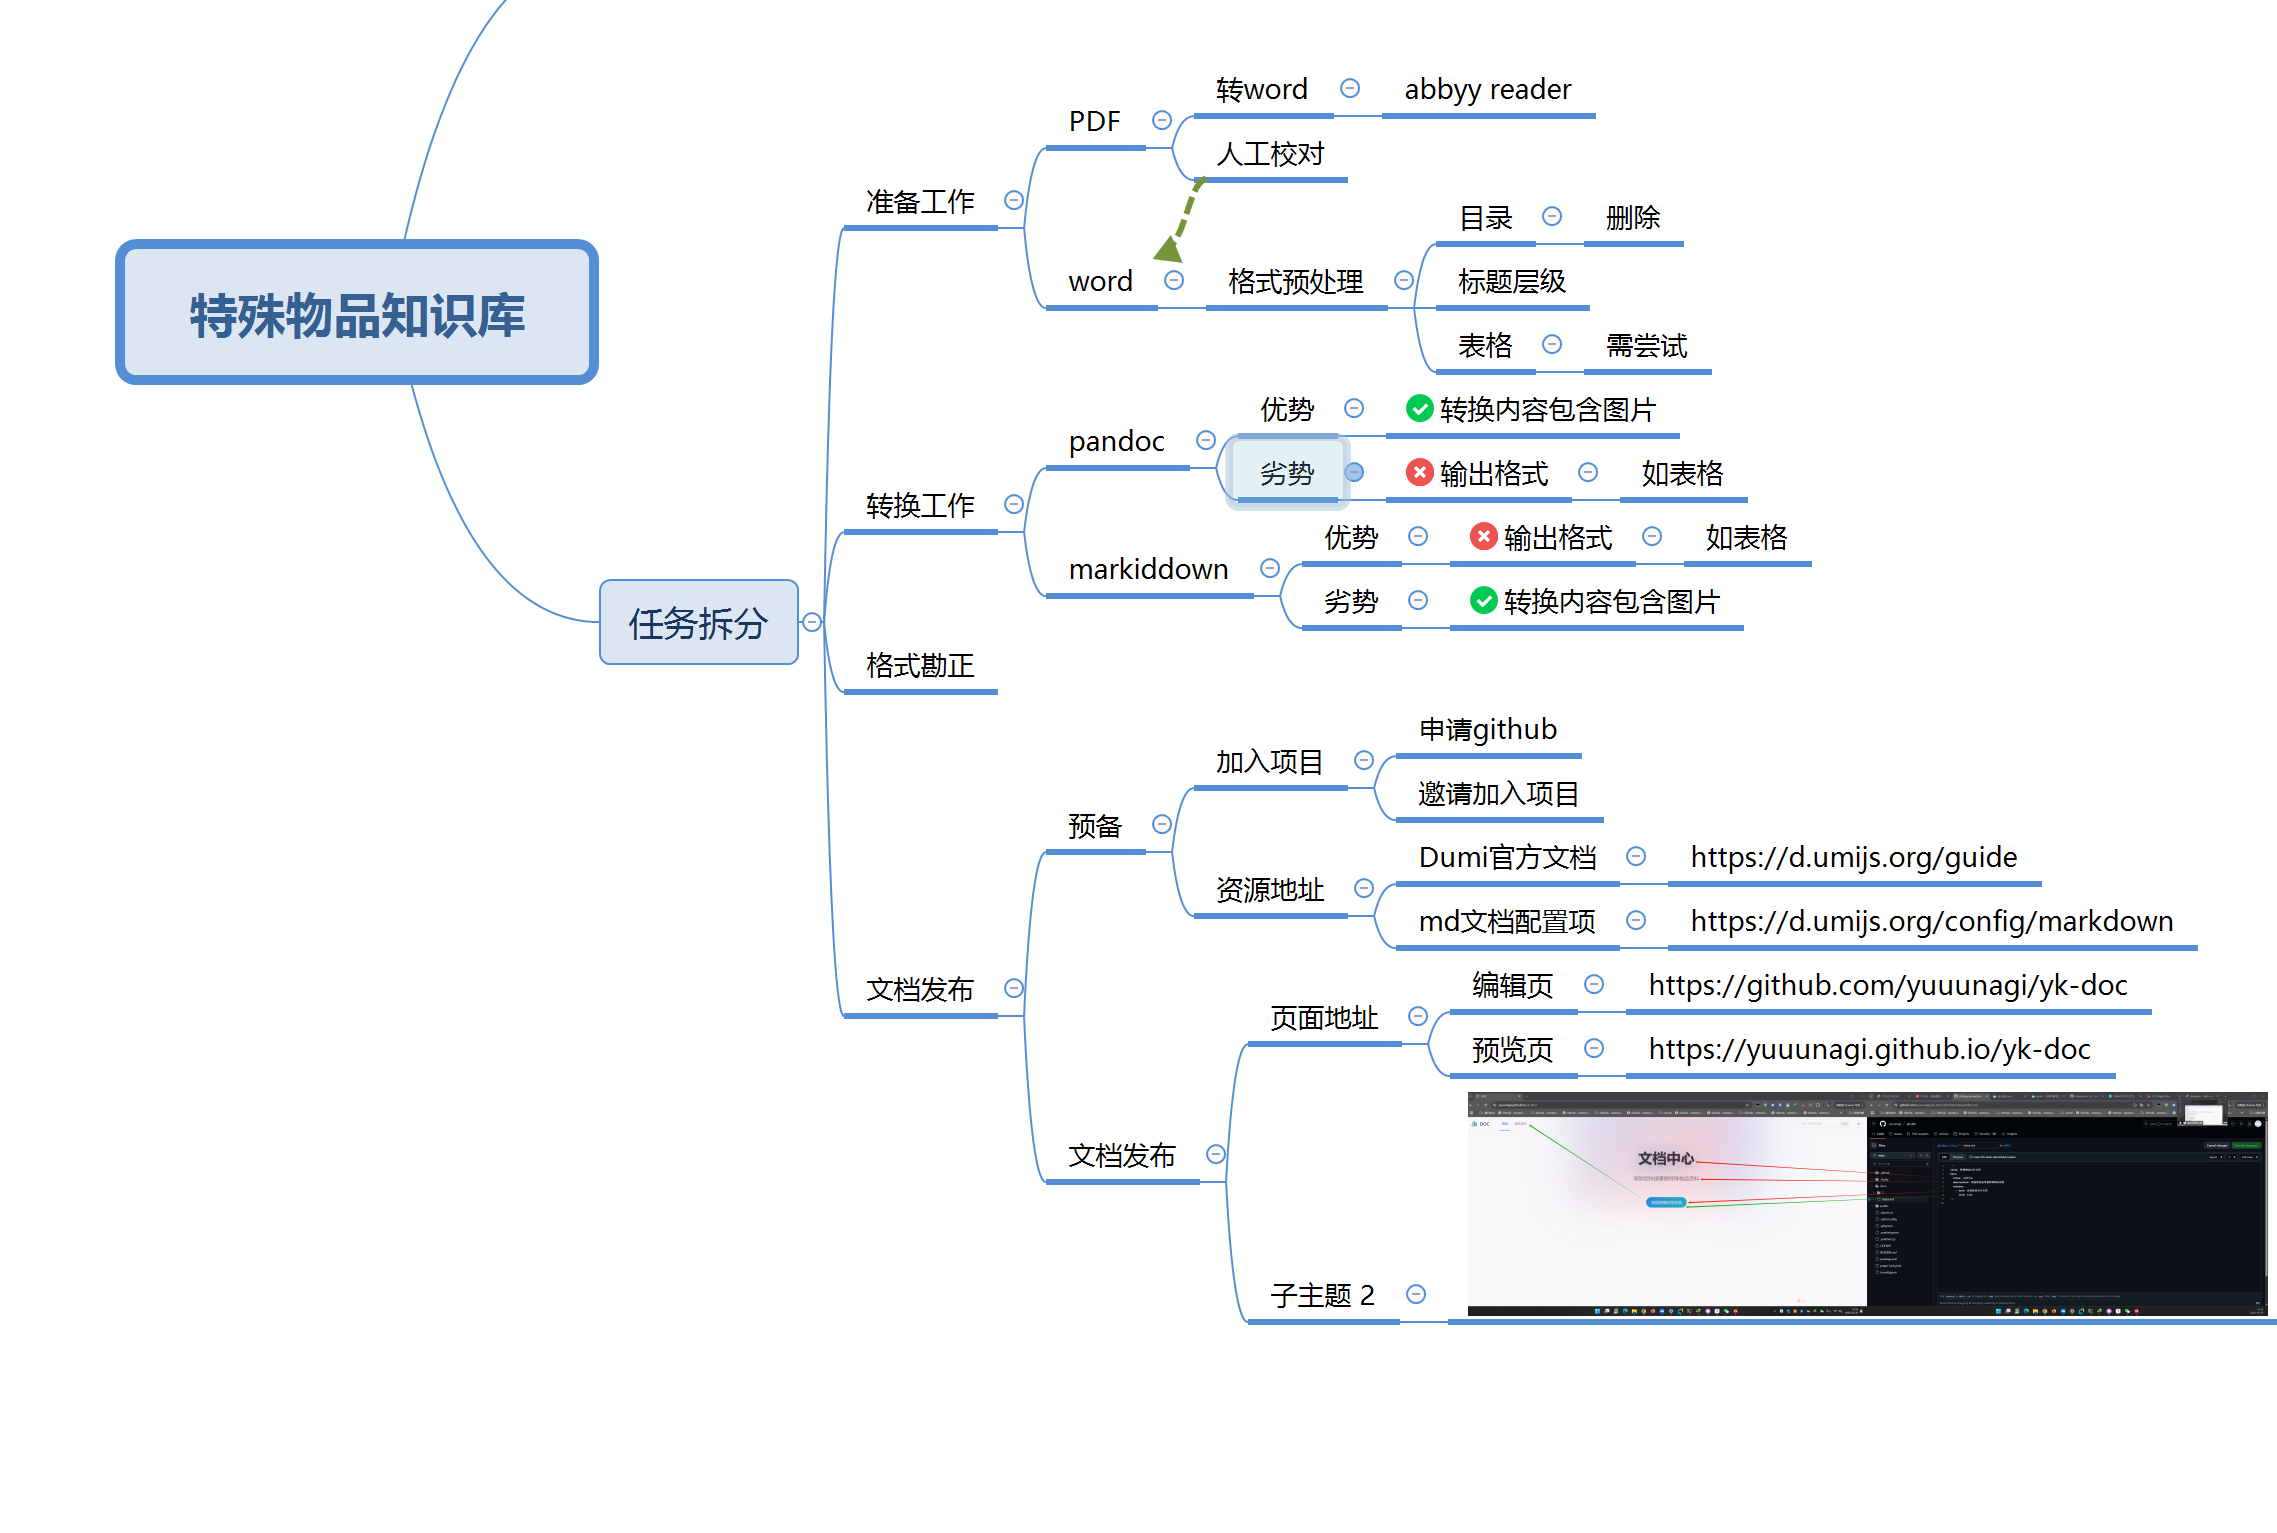 特殊物品知识库
任务拆分
准备工作
PDF
转word
abbyy reader
人工校对
word
格式预处理
目录
删除
标题层级
表格
需尝试
转换工作
pandoc
优势
转换内容包含图片
劣势
输出格式
如表格
markiddown
优势
输出格式
如表格
劣势
转换内容包含图片
格式勘正
文档发布
预备
加入项目
申请github
邀请加入项目
资源地址
Dumi官方文档
https://d.umijs.org/guide
md文档配置项
https://d.umijs.org/config/markdown
文档发布
页面地址
编辑页
https://github.com/yuuunagi/yk-doc
预览页
https://yuuunagi.github.io/yk-doc
子主题 2
DOC
文档中心